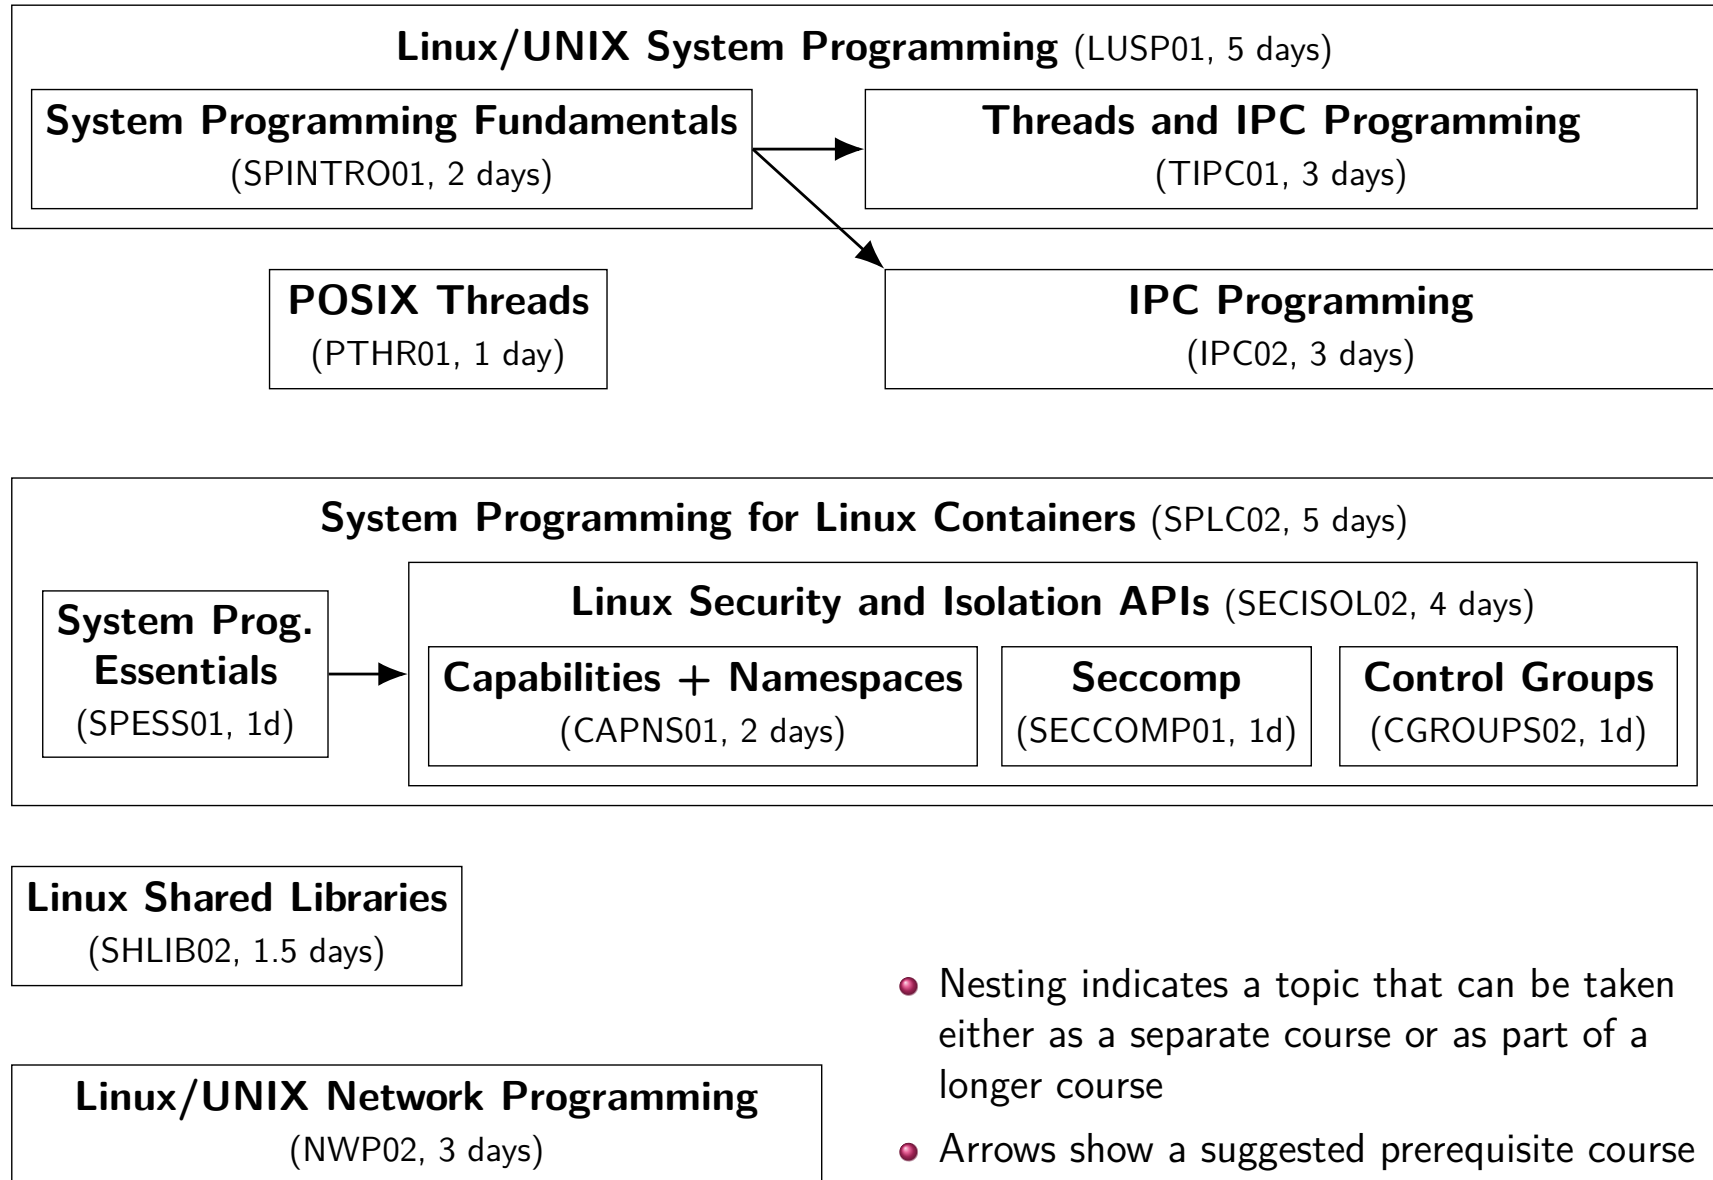 Linux/UNIX System Programming (LUSP01, 5 days)
System Programming Fundamentals
(SPINTRO01, 2 days)
Threads and IPC Programming
(TIPC01, 3 days)
POSIX Threads
(PTHR01, 1 day)
IPC Programming
(IPC02, 3 days)
System Programming for Linux Containers (SPLC02, 5 days)
System Prog.
Essentials
(SPESS01, 1d)
Linux Security and Isolation APIs (SECISOL02, 4 days)
Capabilities + Namespaces
(CAPNS01, 2 days)
Seccomp
(SECCOMP01, 1d)
Control Groups
(CGROUPS02, 1d)
Linux Shared Libraries
(SHLIB02, 1.5 days)
Linux/UNIX Network Programming
(NWP02, 3 days)
Nesting indicates a topic that can be taken
either as a separate course or as part of a
longer course
Arrows show a suggested prerequisite course